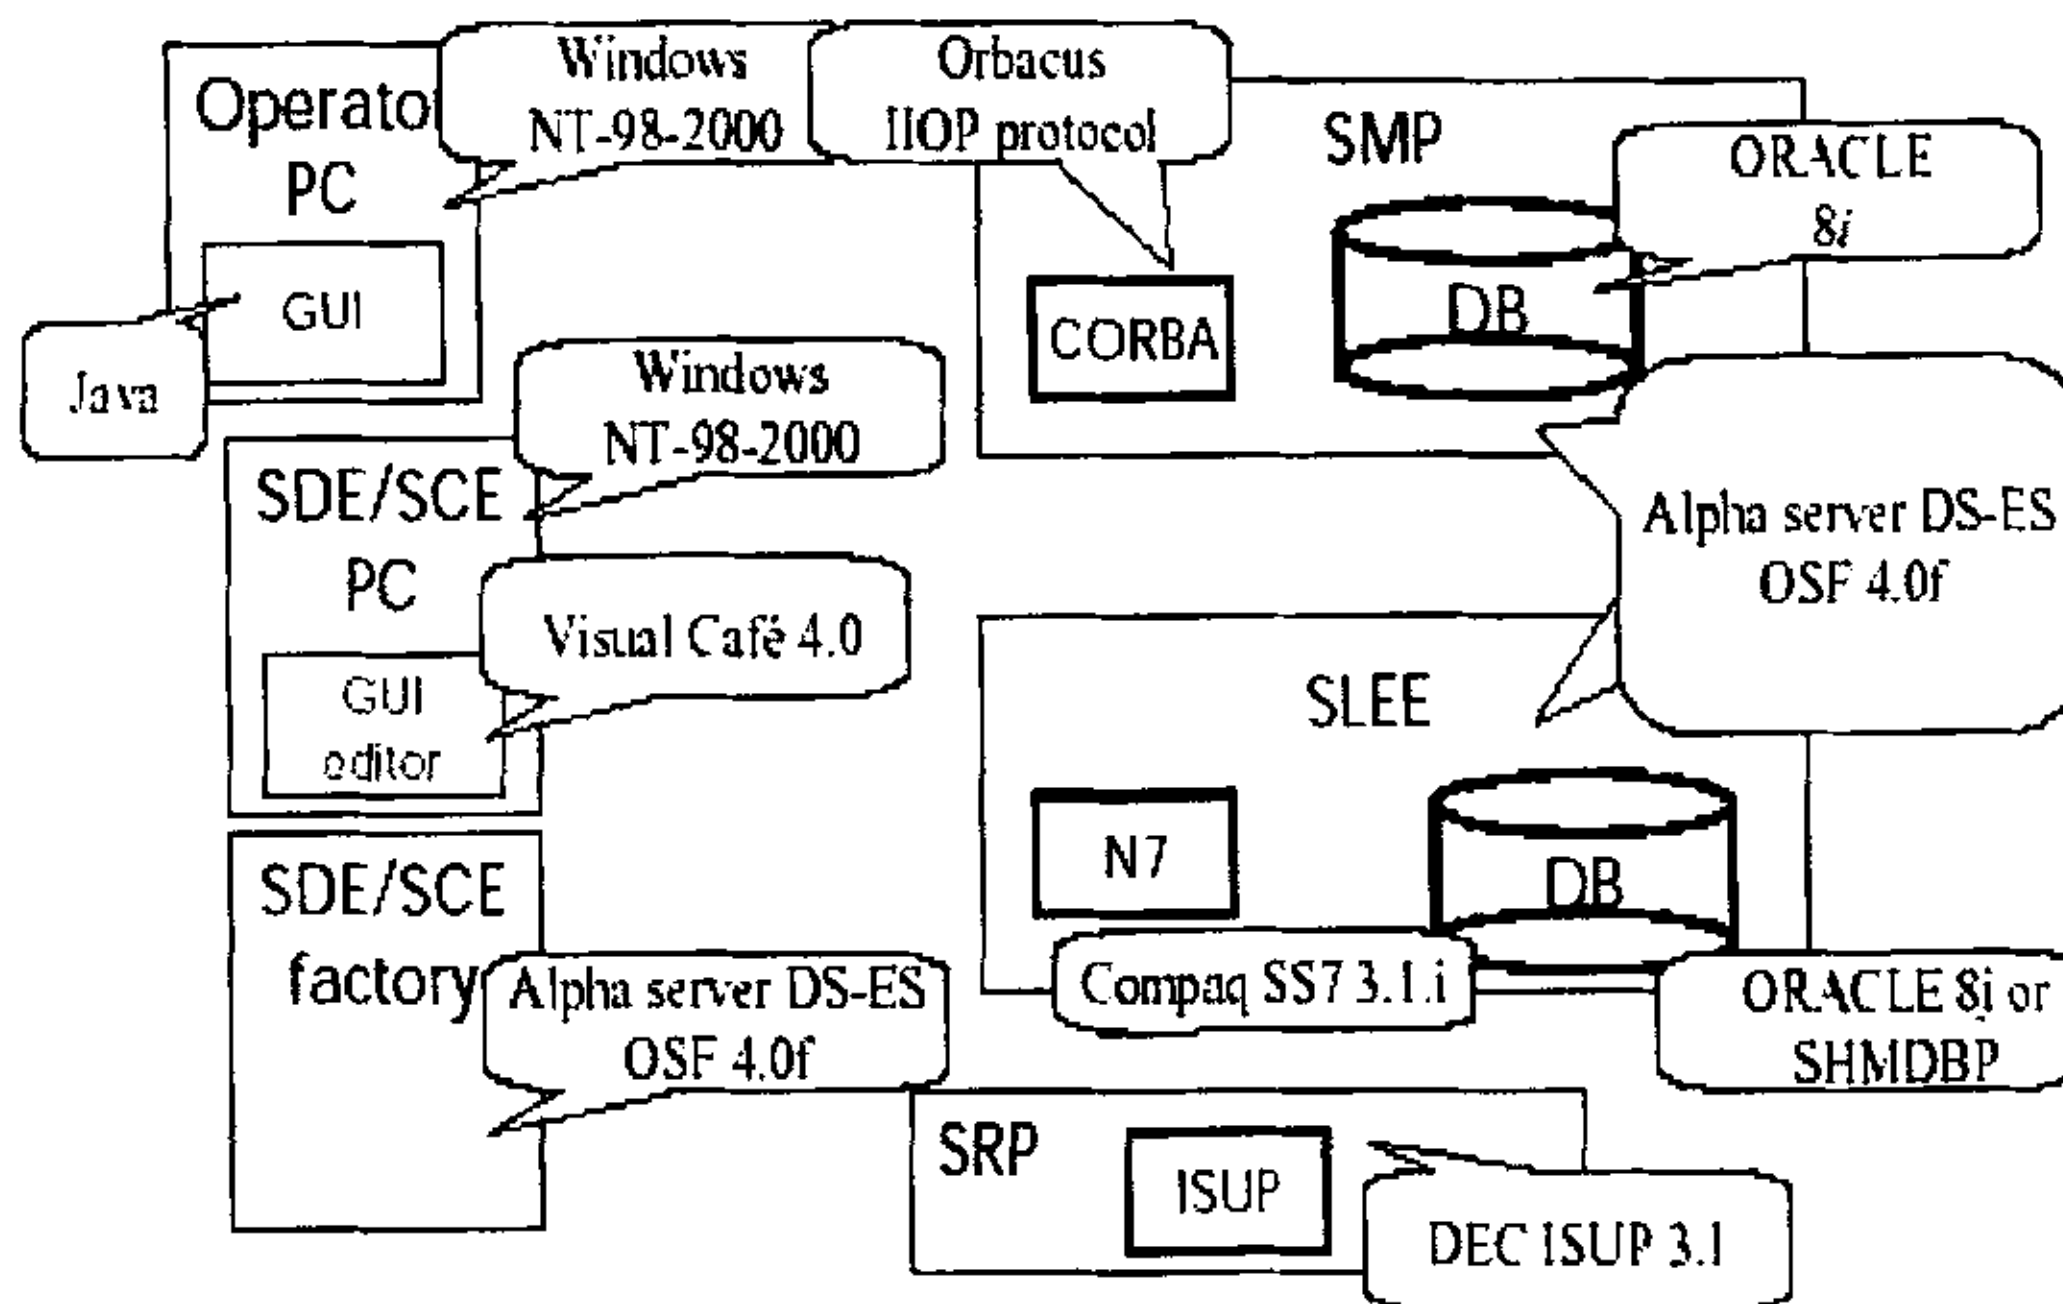 Operato
PC
Windows
NT-98-2000
Orbacus
IIOP protocol
SMP
ORACLE
8i
GUI
Java
CORBA
DB
Windows
NT-98-2000
SDE/SCE
PC
Visual Café 4.0
GUI
editor
Alpha server DS-ES
OSF 4.0f
SLEE
N7
DB
Compaq SS7 3.1.i
ORACLE 8i or
SHMDBP
SDE/SCE
factory
Alpha server DS-ES
OSF 4.0f
SRP
ISUP
DEC ISUP 3.1